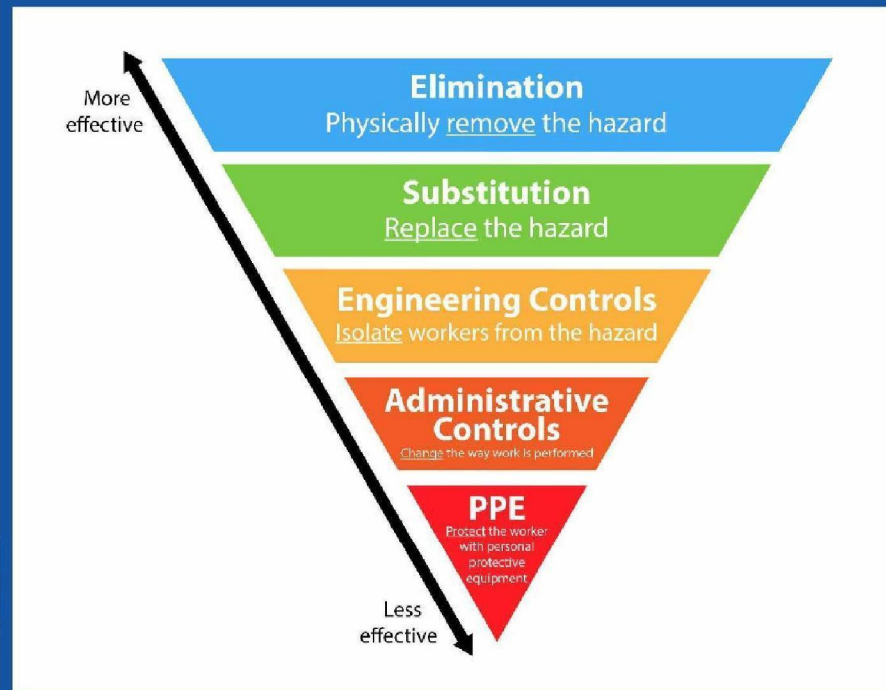 More
effective
Elimination
Physically remove the hazard
Substitution
Replace the hazard
Engineering Controls
Isolate workers from the hazard
Administrative
Controls
Change the way work is performed
PPE
Protect the worker
with personal
protective
equipment
Less
effective